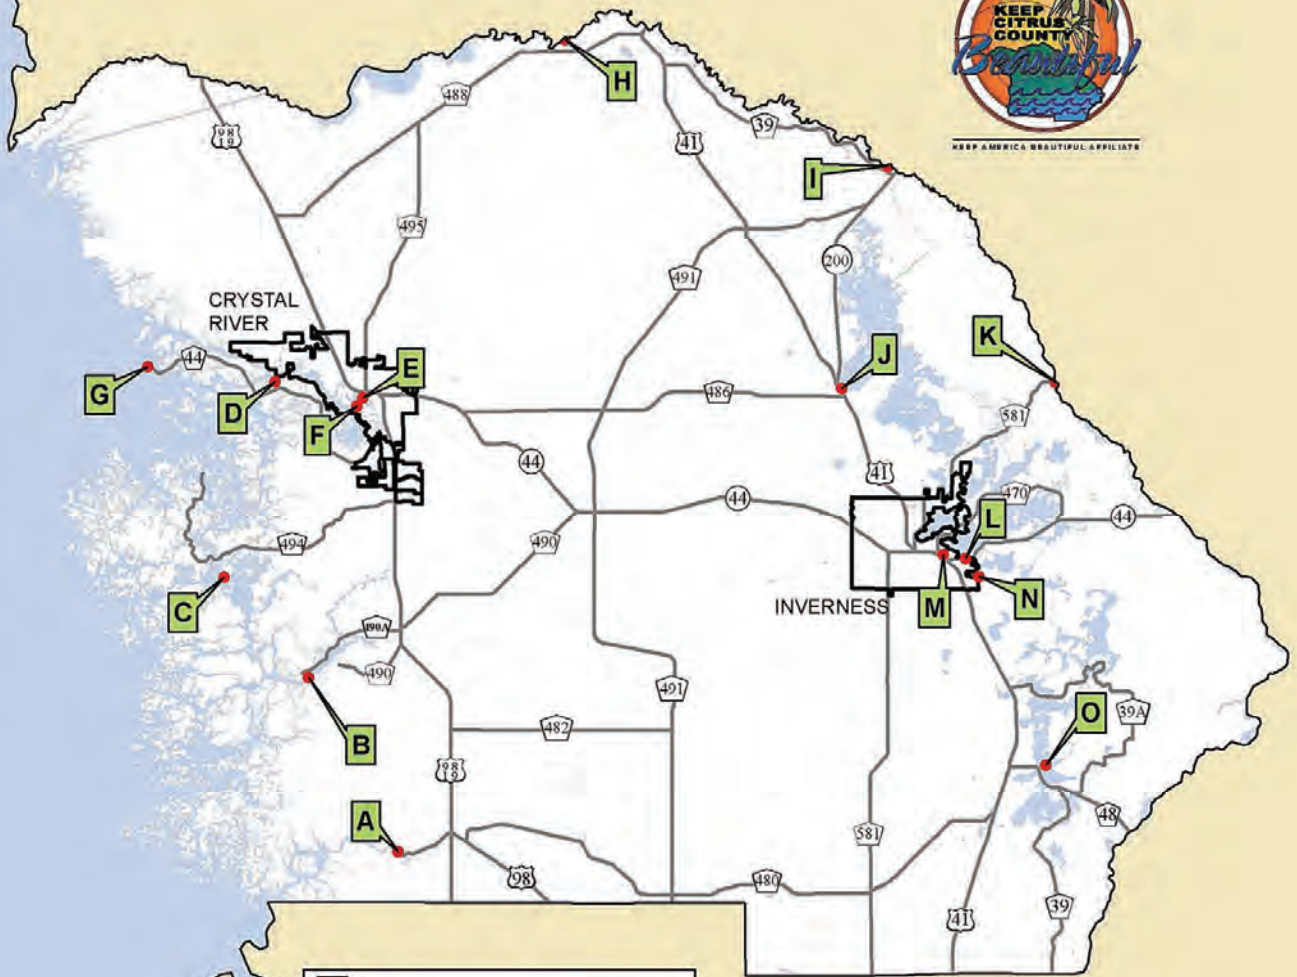 KEEP
CITRUS
COUNTY
Beautiful
KEEP AMERICA BEAUTIFUL AFFILIATE
H
488
98
19
41
39
I
495
491
200
CRYSTAL
RIVER
K
J
E
44
G
D
486
F
581
44
41
470
44
L
44
494
490
C
INVERNESS
M
N
490A
490
491
O
39A
B
482
98
19
A
48
581
98
480
39
41